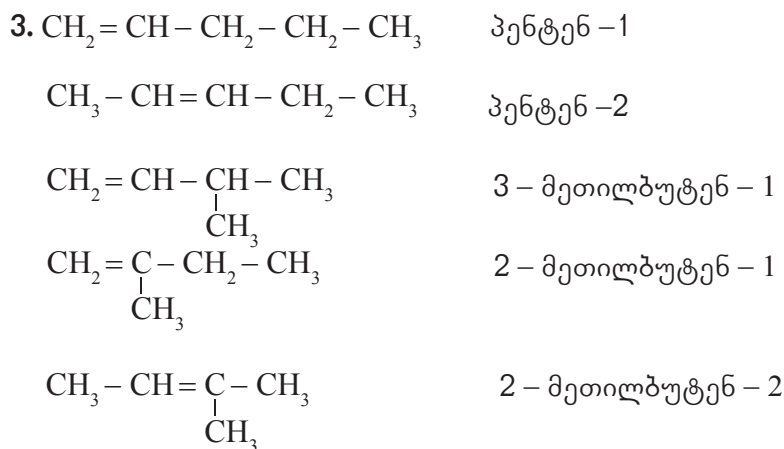 3. CH₂ = CH – CH₂ – CH₂ – CH₃ პენტენ –1
CH₃ – CH = CH – CH₂ – CH₃ პენტენ –2
CH₂ = CH – CH – CH₃ 3 – მეთილბუტენ – 1
CH₃
CH₂ = C – CH₂ – CH₃ 2 – მეთილბუტენ – 1
CH₃
CH₃ – CH = C – CH₃ 2 – მეთილბუტენ – 2
CH₃